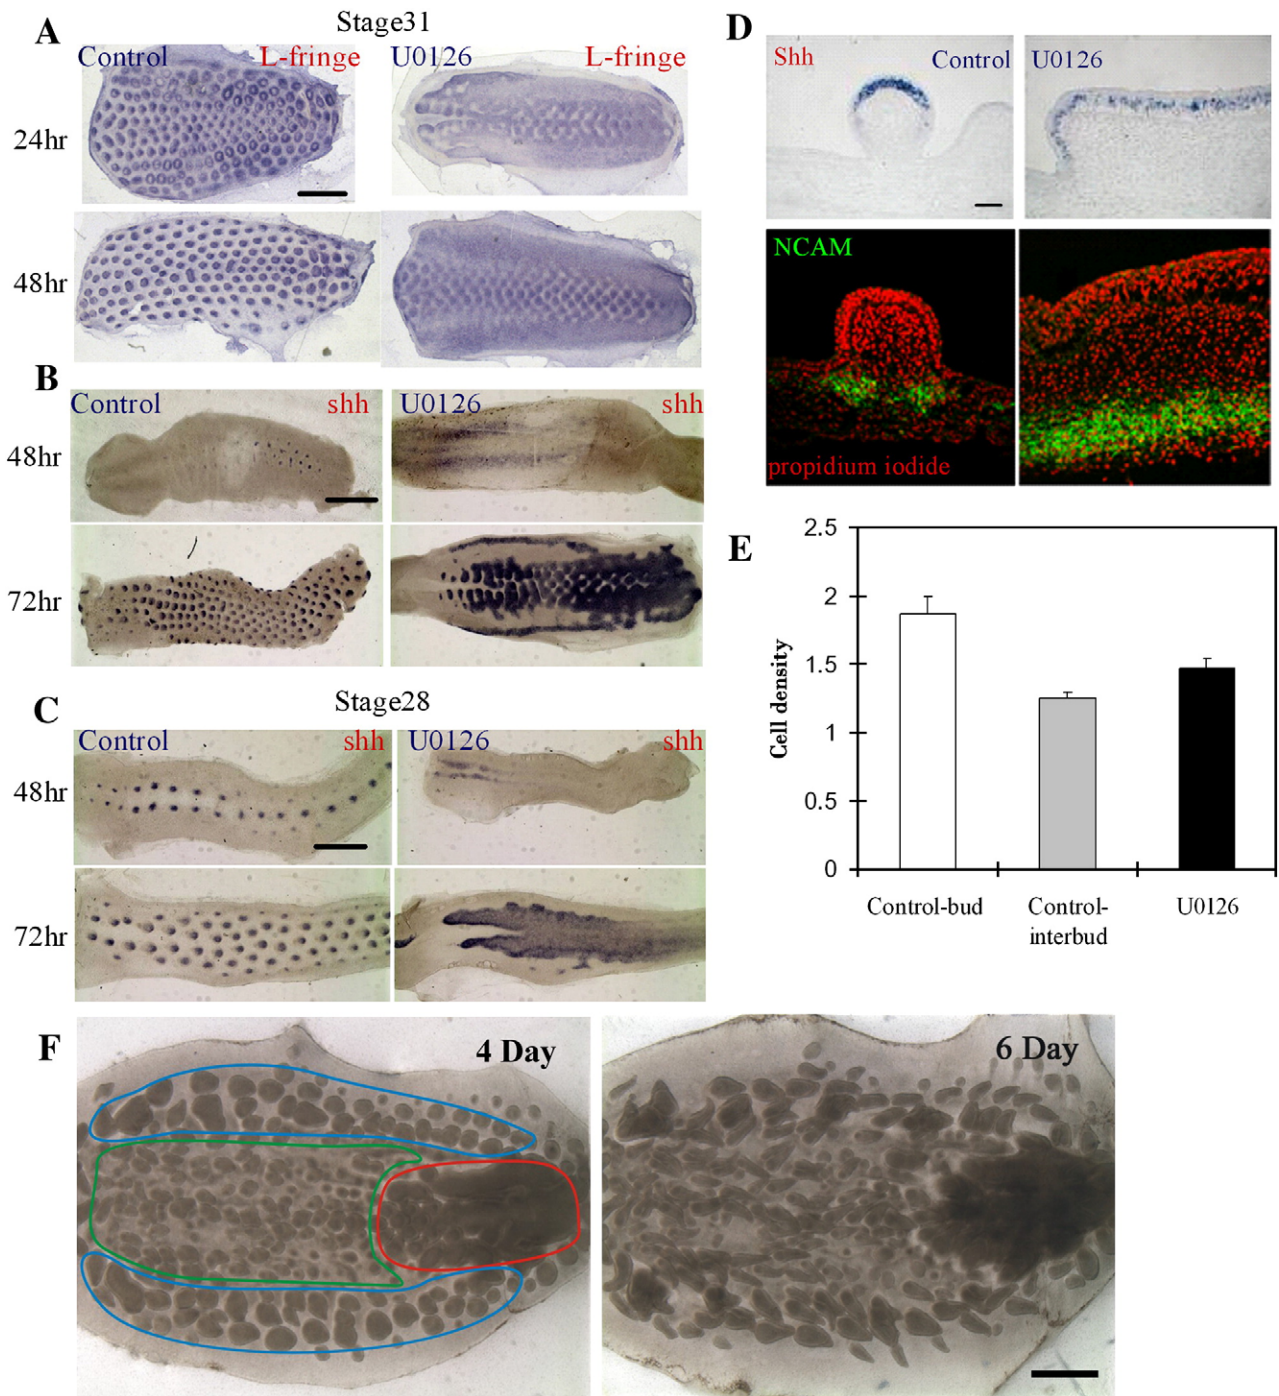 A
Stage31
Control
L-fringe
U0126
L-fringe
24hr
48hr
B
Control
shh
U0126
shh
48hr
72hr
C
Stage28
Control
shh
U0126
shh
48hr
72hr
D
Shh
Control
U0126
NCAM
propidium iodide
E
2.5
2
1.5
1
0.5
0
Cell density
Control-bud
Control-
interbud
U0126
F
4 Day
6 Day